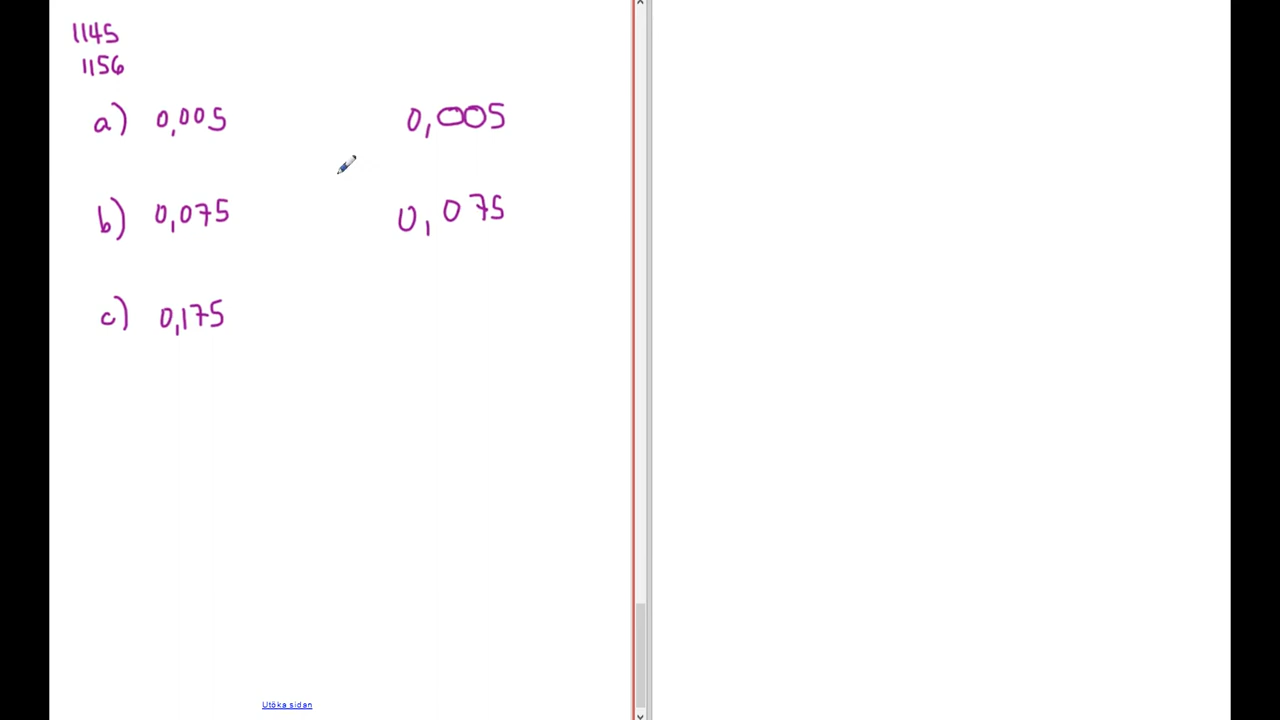 1145
1156
a) 0,005 0,005
b) 0,075 0,075
c) 0,175
Utöka sidan